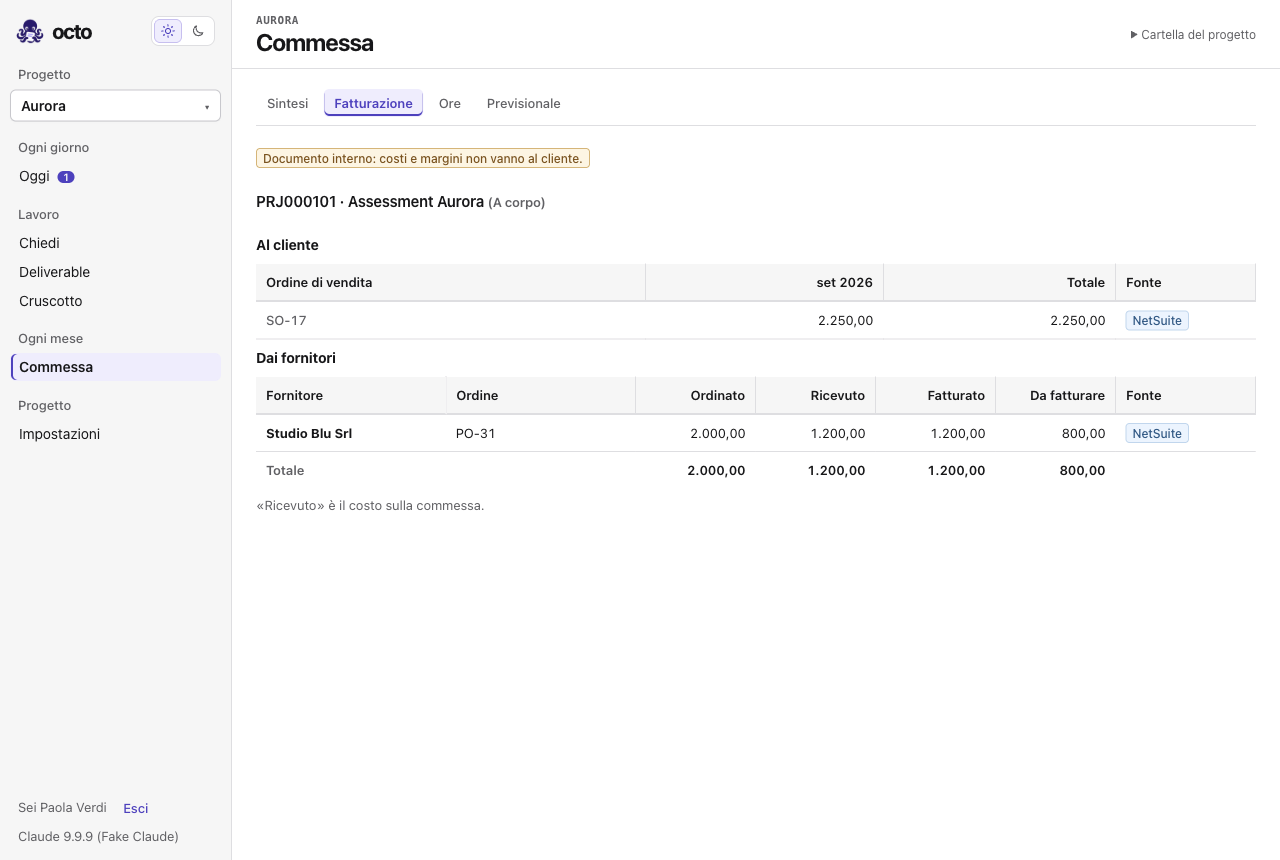 octo
Progetto
Aurora
Ogni giorno
Oggi 1
Lavoro
Chiedi
Deliverable
Cruscotto
Ogni mese
Commessa
Progetto
Impostazioni
Sei Paola Verdi Esci
Claude 9.9.9 (Fake Claude)
AURORA
Commessa
Cartella del progetto
Sintesi Fatturazione Ore Previsionale
Documento interno: costi e margini non vanno al cliente.
PRJ000101 · Assessment Aurora (A corpo)
Al cliente
Ordine di vendita set 2026 Totale Fonte
SO-17 2.250,00 2.250,00 NetSuite
Dai fornitori
Fornitore Ordine Ordinato Ricevuto Fatturato Da fatturare Fonte
Studio Blu Srl PO-31 2.000,00 1.200,00 1.200,00 800,00 NetSuite
Totale 2.000,00 1.200,00 1.200,00 800,00
«Ricevuto» è il costo sulla commessa.